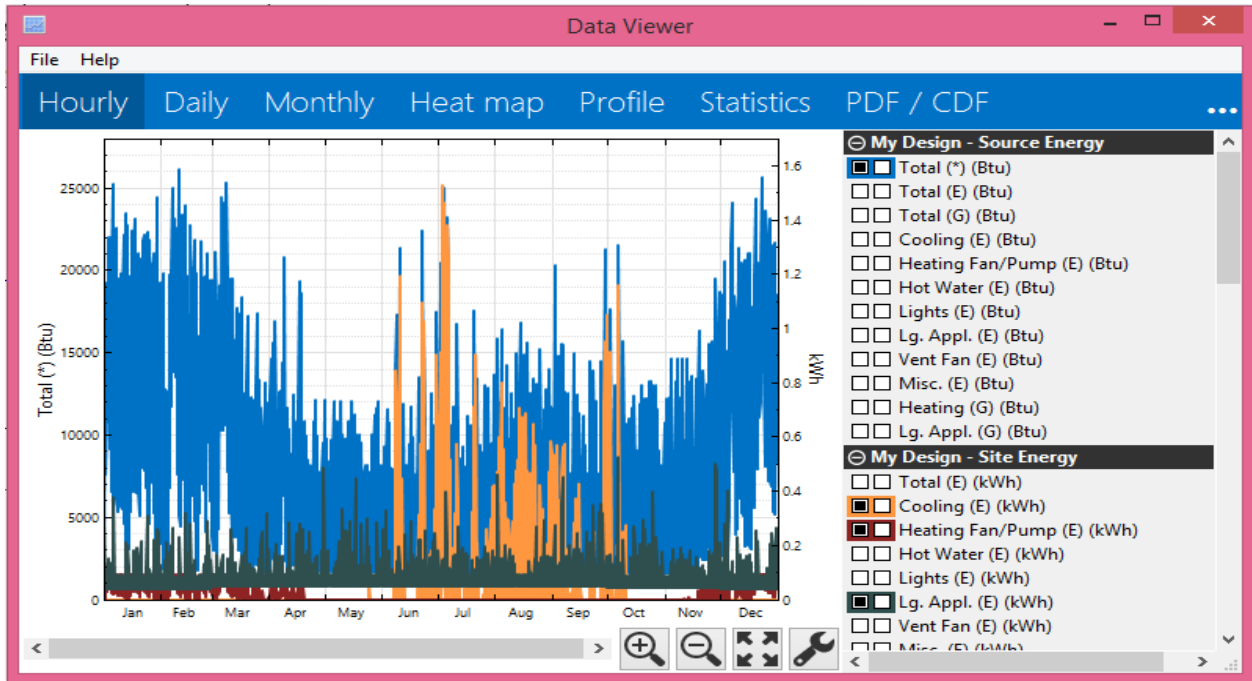 Data Viewer
File Help
Hourly Daily Monthly Heat map Profile Statistics PDF / CDF ...
Total (*) (Btu)
25000
20000
15000
10000
5000
0
1.6
1.4
1.2
1
0.8
0.6
0.4
0.2
0
kWh
Jan Feb Mar Apr May Jun Jul Aug Sep Oct Nov Dec
My Design - Source Energy
Total (*) (Btu)
Total (E) (Btu)
Total (G) (Btu)
Cooling (E) (Btu)
Heating Fan/Pump (E) (Btu)
Hot Water (E) (Btu)
Lights (E) (Btu)
Lg. Appl. (E) (Btu)
Vent Fan (E) (Btu)
Misc. (E) (Btu)
Heating (G) (Btu)
Lg. Appl. (G) (Btu)
My Design - Site Energy
Total (E) (kWh)
Cooling (E) (kWh)
Heating Fan/Pump (E) (kWh)
Hot Water (E) (kWh)
Lights (E) (kWh)
Lg. Appl. (E) (kWh)
Vent Fan (E) (kWh)
Misc. (E) (kWh)